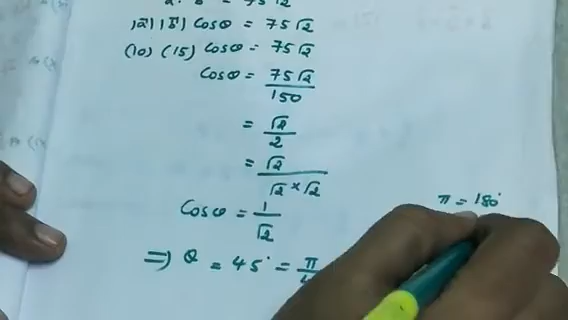 |a̅| |b̅| Cosθ = 75√2
(10) (15) Cosθ = 75√2
Cosθ = 75√2 / 150
= √2 / 2
= √2 / √2 × √2
Cosθ = 1 / √2
π = 180°
⇒ θ = 45° = π